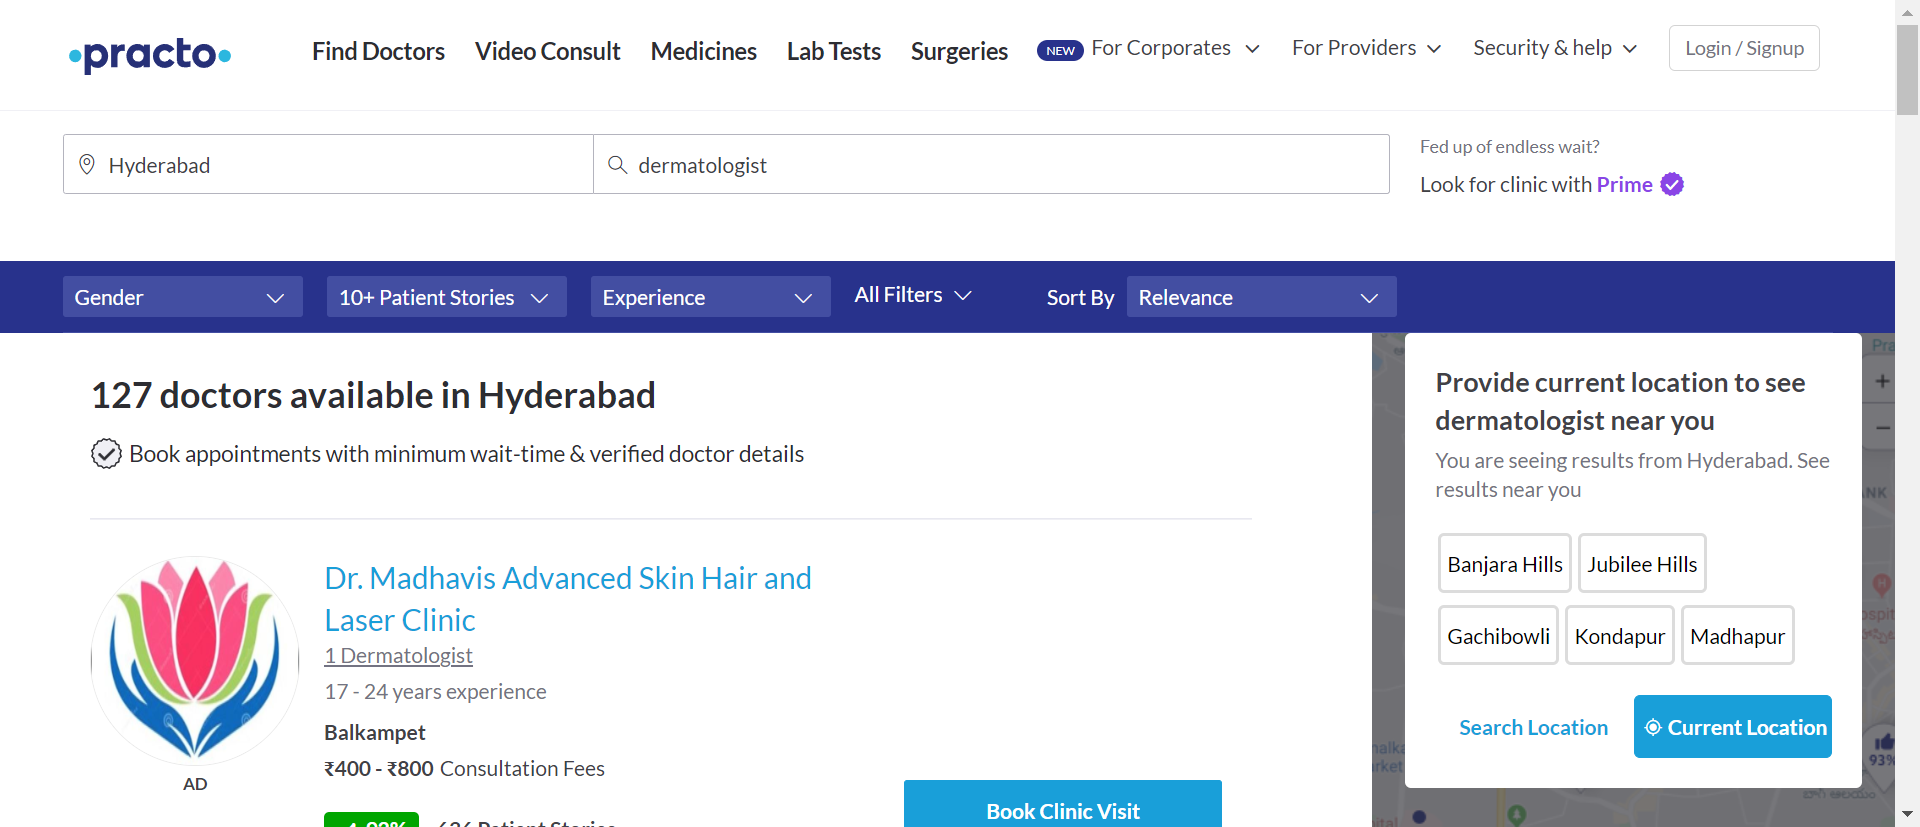 practo
Find Doctors
Video Consult
Medicines
Lab Tests
Surgeries
NEW
For Corporates
For Providers
Security & help
Login / Signup
Hyderabad
dermatologist
Fed up of endless wait?
Look for clinic with Prime
Gender
10+ Patient Stories
Experience
All Filters
Sort By
Relevance
127 doctors available in Hyderabad
Book appointments with minimum wait-time & verified doctor details
Dr. Madhavis Advanced Skin Hair and
Laser Clinic
1 Dermatologist
17 - 24 years experience
Balkampet
₹400 - ₹800 Consultation Fees
AD
Book Clinic Visit
Provide current location to see
dermatologist near you
You are seeing results from Hyderabad. See
results near you
Banjara Hills
Jubilee Hills
Gachibowli
Kondapur
Madhapur
Search Location
Current Location
93%